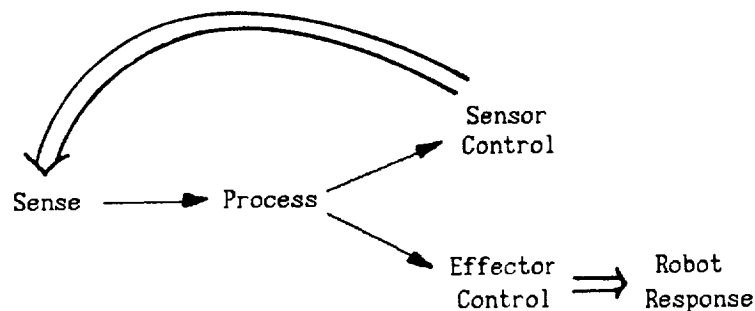 Sensor
Control
Sense
Process
Effector
Control
Robot
Response